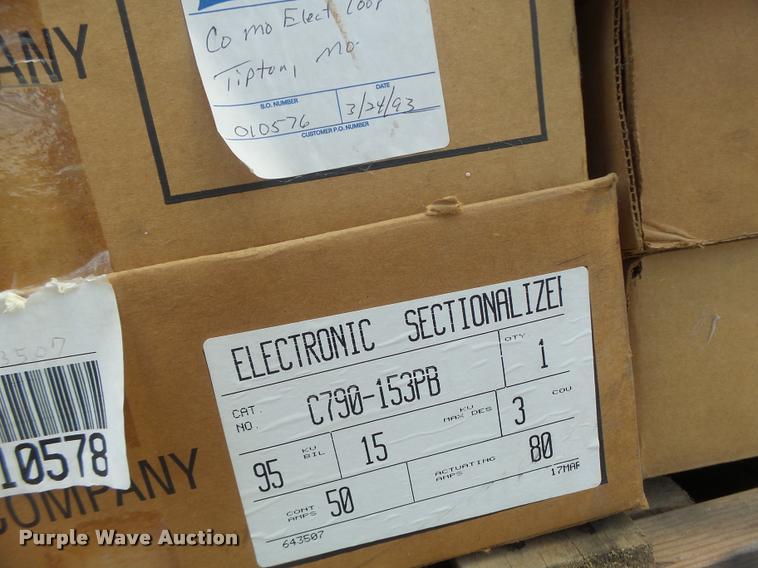 ANY
Co mo Elect Coop
Tipton, Mo.
S.O. NUMBER
DATE
010576
3/24/93
CUSTOMER P.O. NUMBER
3507
10578
COMPANY
ELECTRONIC SECTIONALIZER
CAT. NO. C790-153PB
QTY 1
95 KV BIL
15 KV MAX DES
3 COU
CONT AMPS 50
ACTUATING AMPS 80
643507
17MAR
Purple Wave Auction